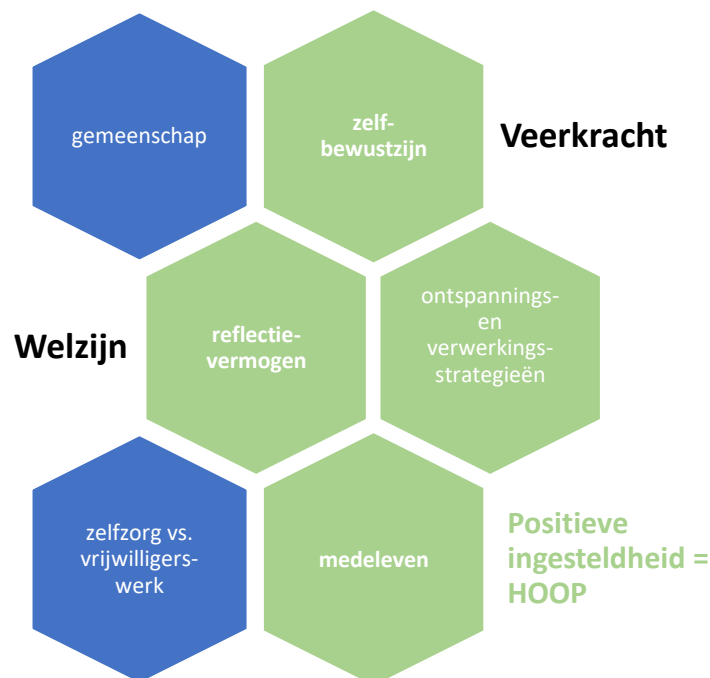 gemeenschap
zelf-
bewustzijn
Veerkracht
Welzijn
reflectie-
vermogen
ontspannings-
en
verwerkings-
strategieën
zelfzorg vs.
vrijwilligers-
werk
medeleven
Positieve
ingesteldheid =
HOOP